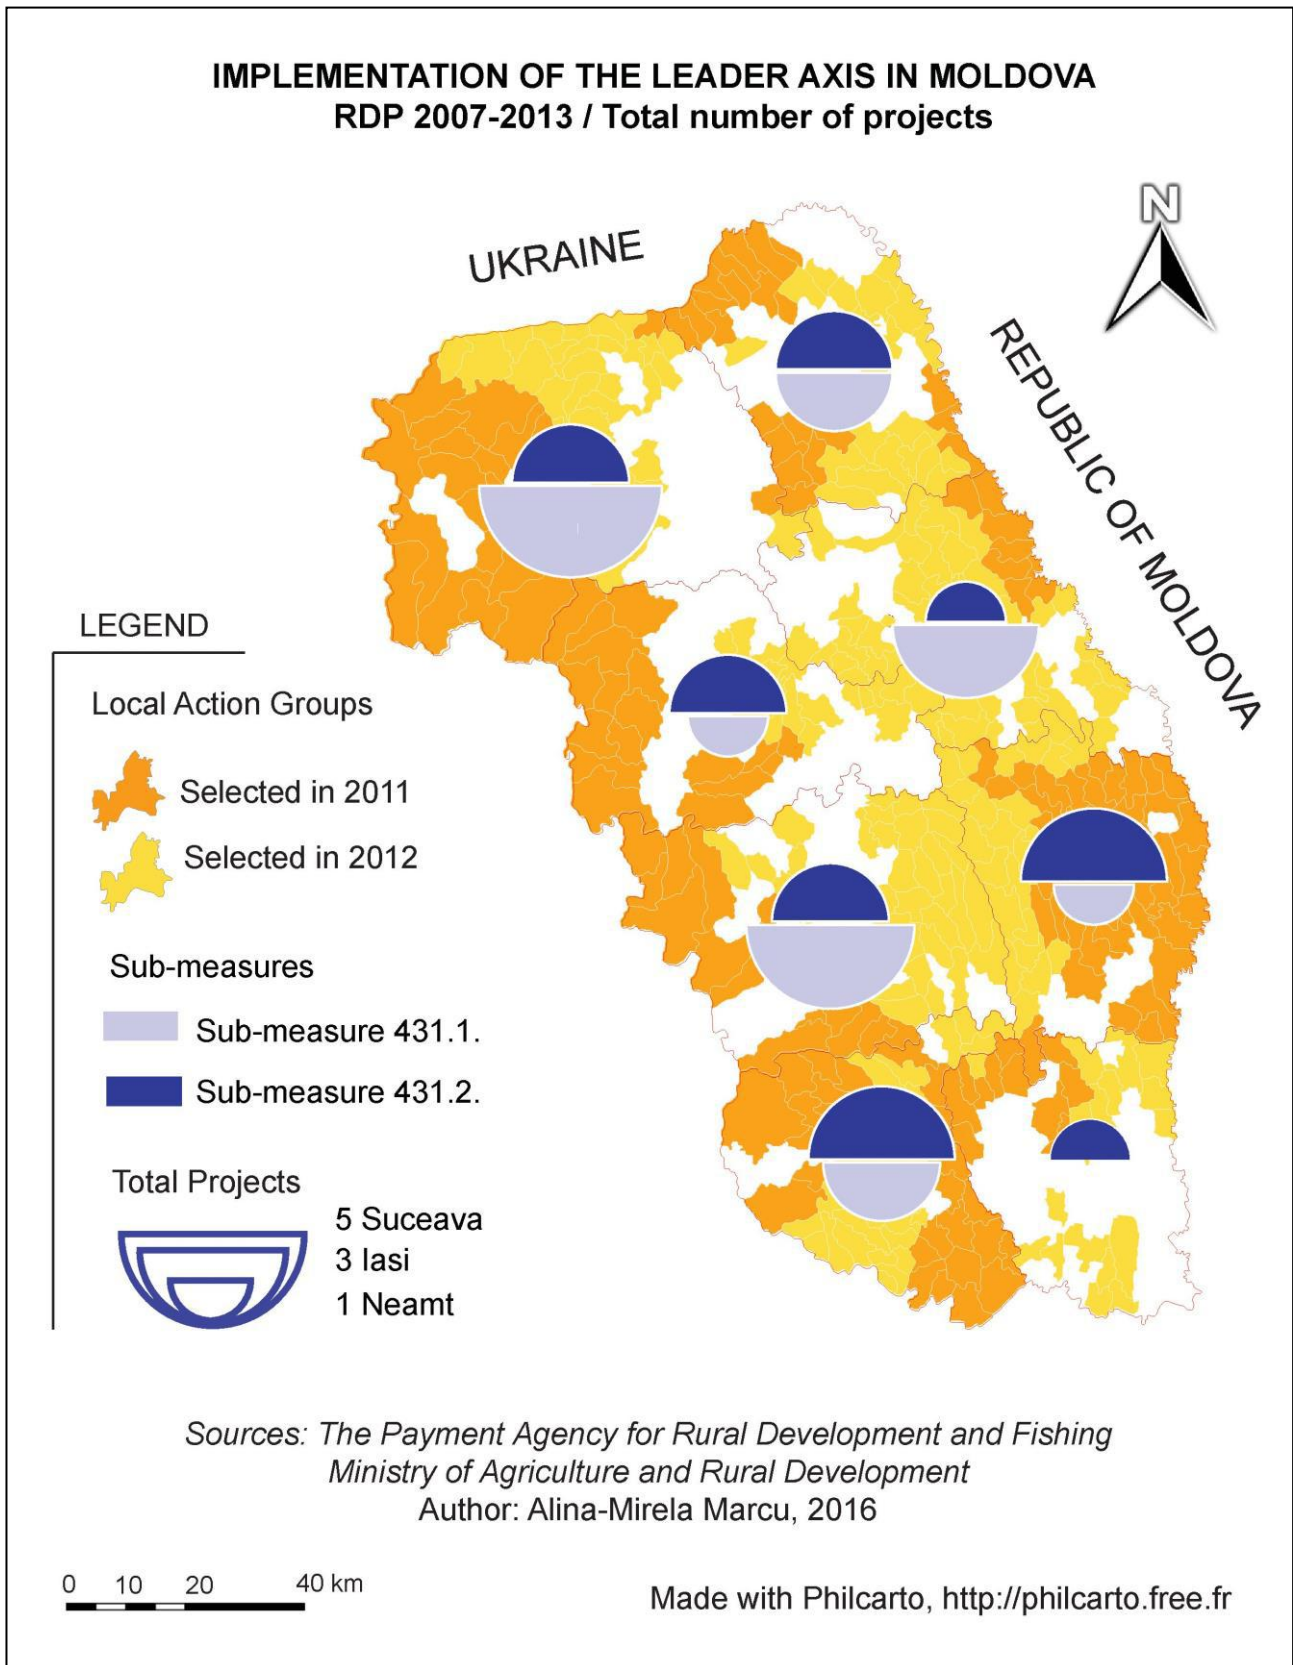 IMPLEMENTATION OF THE LEADER AXIS IN MOLDOVA
RDP 2007-2013 / Total number of projects
N
UKRAINE
REPUBLIC OF MOLDOVA
LEGEND
Local Action Groups
Selected in 2011
Selected in 2012
Sub-measures
Sub-measure 431.1.
Sub-measure 431.2.
Total Projects
5 Suceava
3 Iasi
1 Neamt
Sources: The Payment Agency for Rural Development and Fishing
Ministry of Agriculture and Rural Development
Author: Alina-Mirela Marcu, 2016
0 10 20 40 km
Made with Philcarto, http://philcarto.free.fr